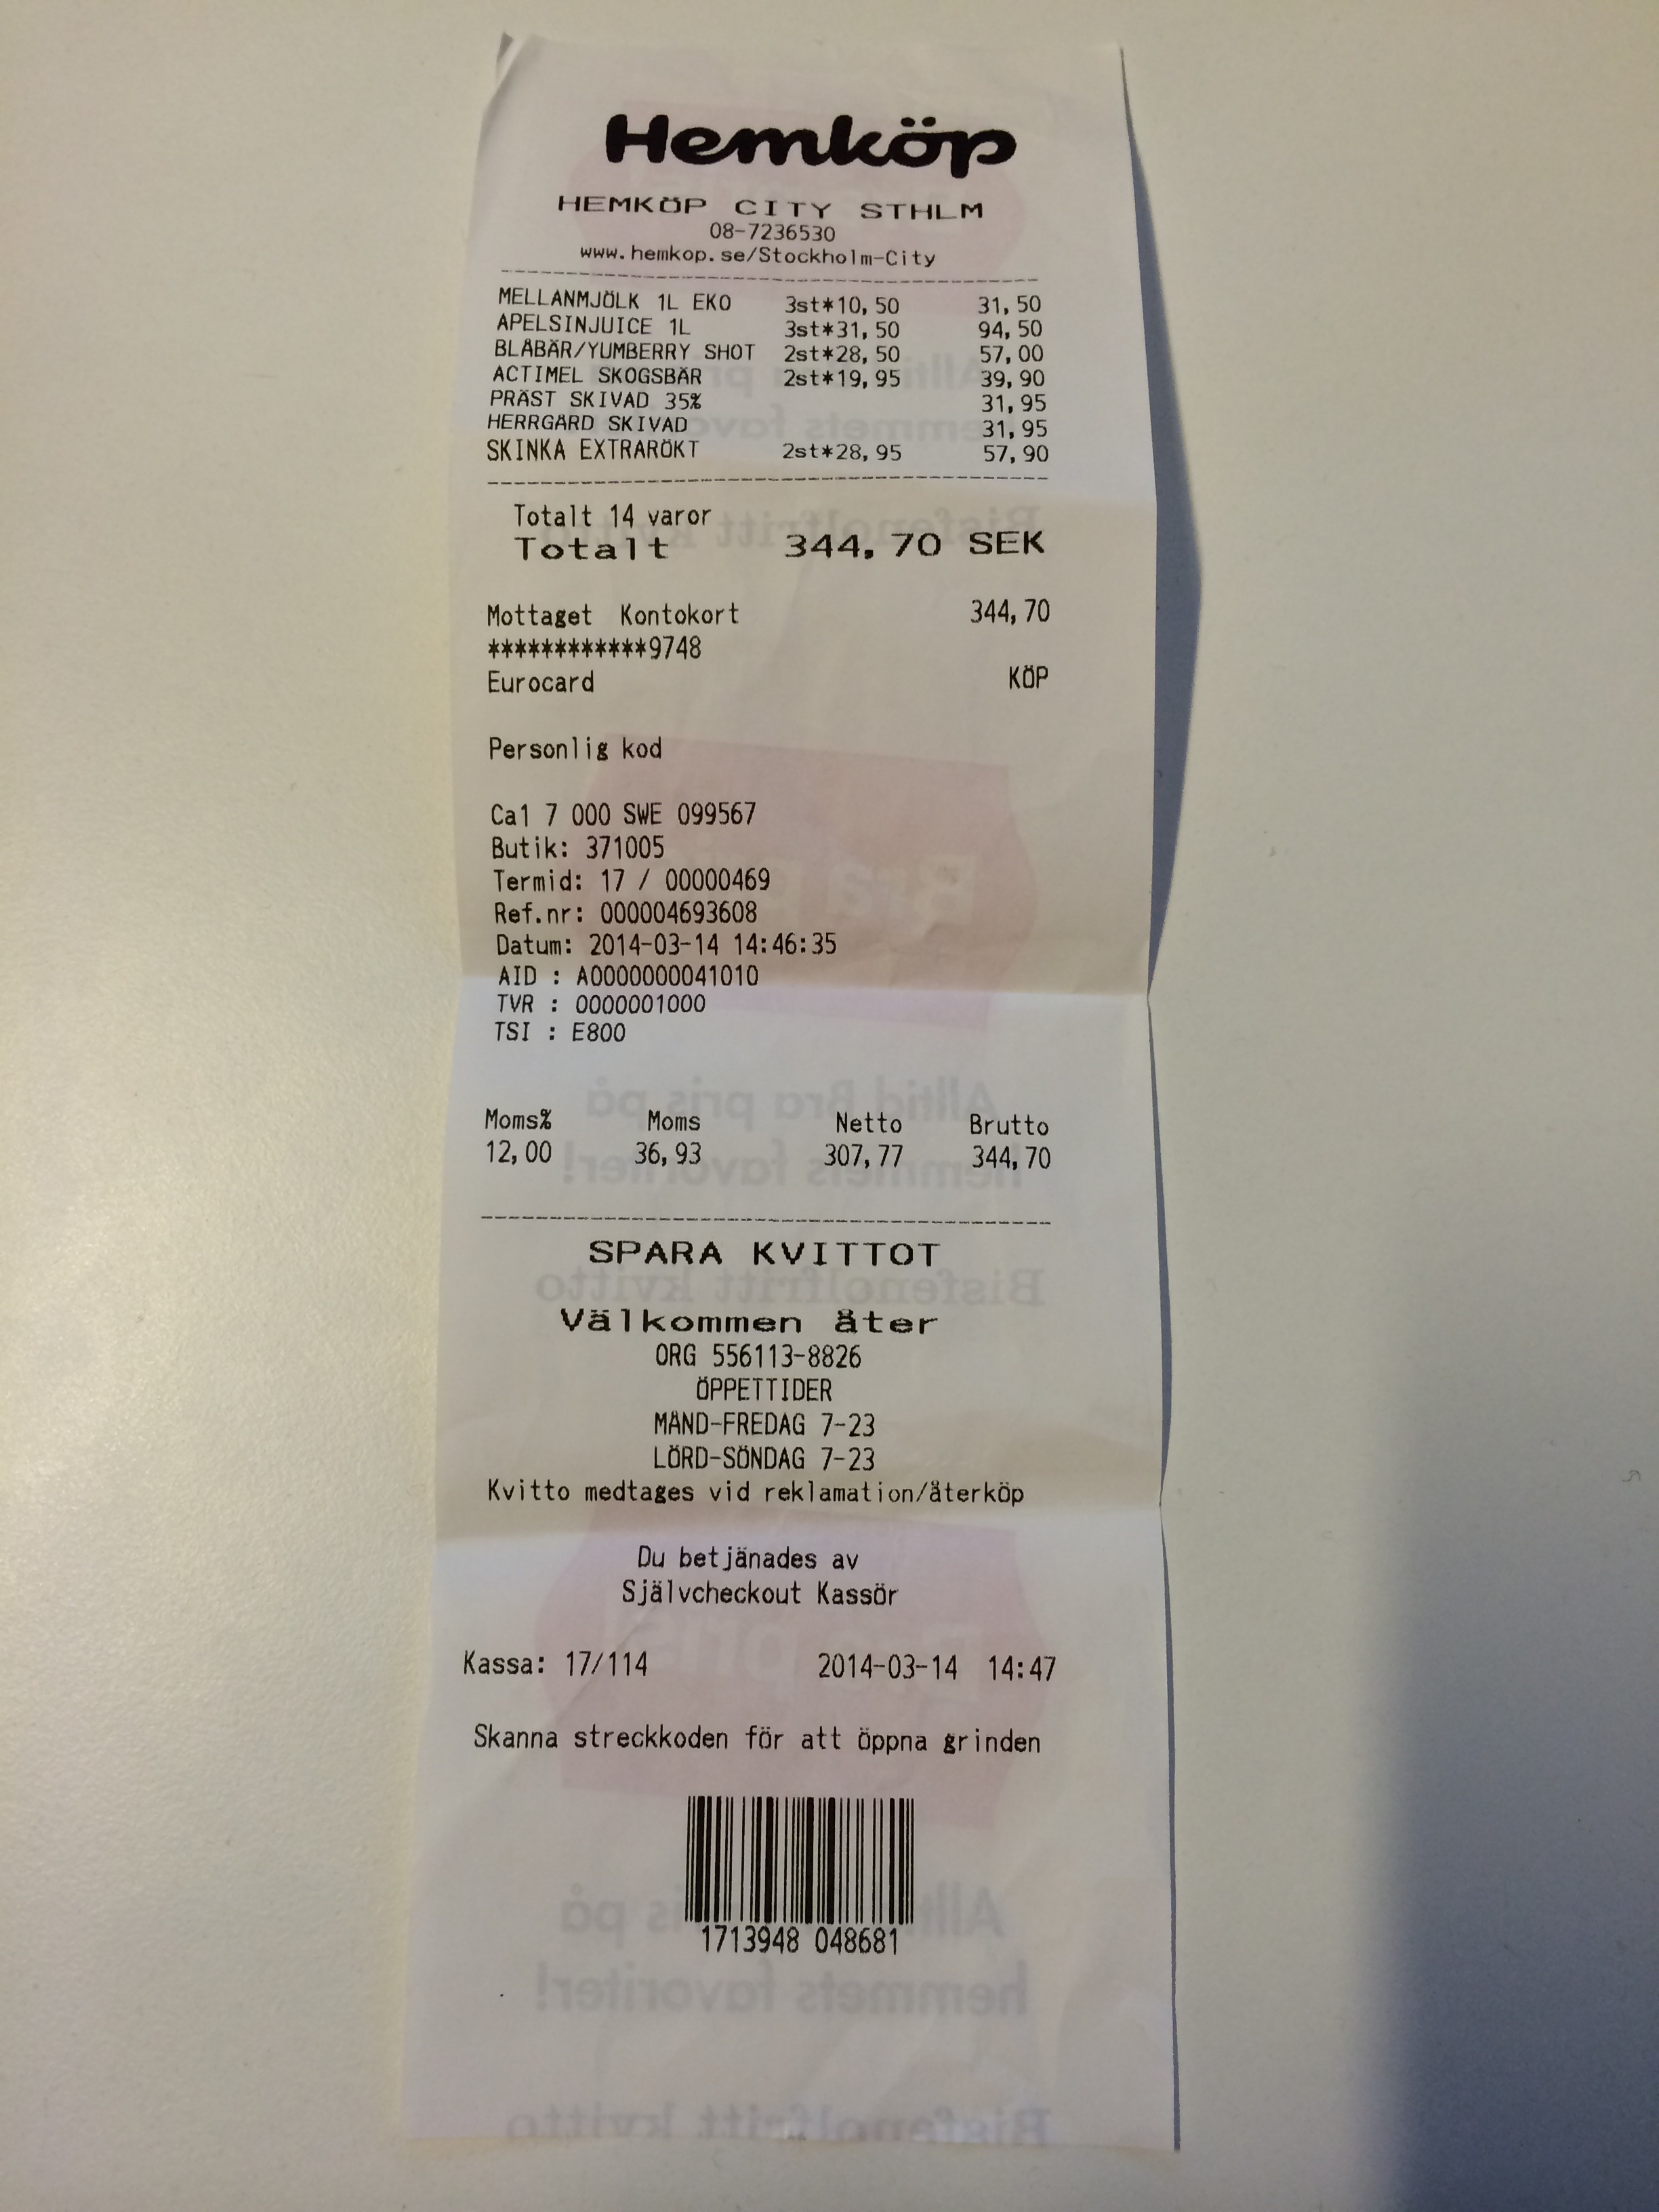 Hemköp
HEMKÖP CITY STHLM
08-7236530
www.hemkop.se/Stockholm-City
MELLANMJÖLK 1L EKO 3st*10,50 31,50
APELSINJUICE 1L 3st*31,50 94,50
BLÅBÄR/YUMBERRY SHOT 2st*28,50 57,00
ACTIMEL SKOGSBÄR 2st*19,95 39,90
PRÄST SKIVAD 35% 31,95
HERRGÅRD SKIVAD 31,95
SKINKA EXTRARÖKT 2st*28,95 57,90
Totalt 14 varor
Totalt 344,70 SEK
Mottaget Kontokort 344,70
************9748
Eurocard KÖP
Personlig kod
Ca1 7 000 SWE 099567
Butik: 371005
Termid: 17 / 00000469
Ref.nr: 000004693608
Datum: 2014-03-14 14:46:35
AID : A0000000041010
TVR : 0000001000
TSI : E800
Moms% Moms Netto Brutto
12,00 36,93 307,77 344,70
SPARA KVITTOT
Välkommen åter
ORG 556113-8826
ÖPPETTIDER
MÅND-FREDAG 7-23
LÖRD-SÖNDAG 7-23
Kvitto medtages vid reklamation/återköp
Du betjänades av
Självcheckout Kassör
Kassa: 17/114 2014-03-14 14:47
Skanna streckkoden för att öppna grinden
1713948 048681